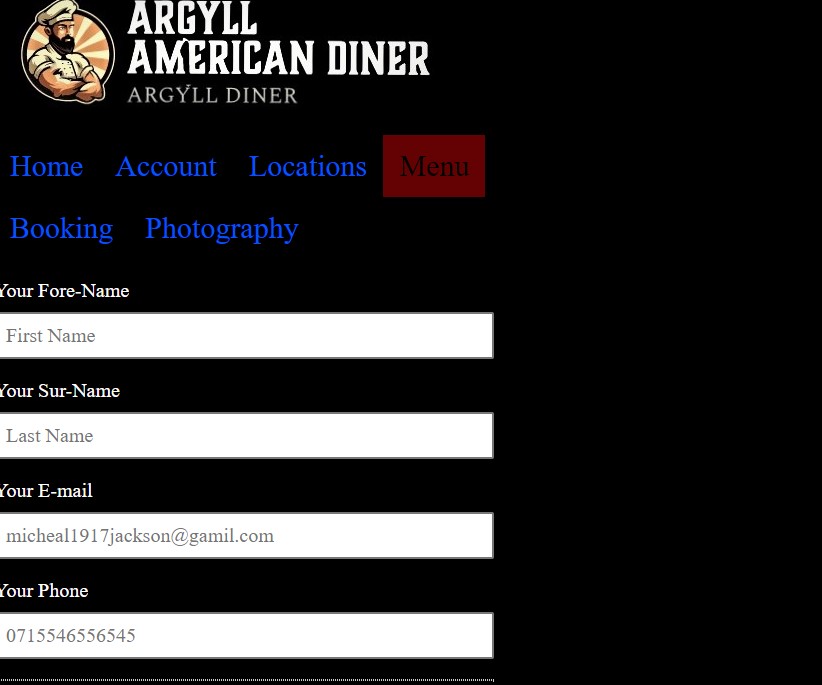 ARGYLL
AMERICAN DINER
ARGYLL DINER
Home Account Locations Menu
Booking Photography
Your Fore-Name
First Name
Your Sur-Name
Last Name
Your E-mail
micheal1917jackson@gamil.com
Your Phone
0715546556545